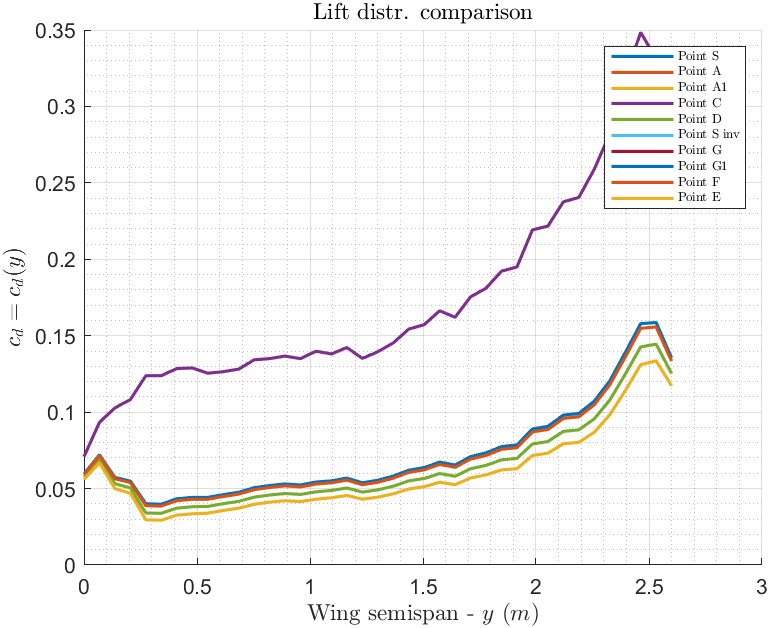 Lift distr. comparison
0.35
0.3
0.25
0.2
0.15
0.1
0.05
0
c_d = c_d(y)
Point S
Point A
Point A1
Point C
Point D
Point S inv
Point G
Point G1
Point F
Point E
0 0.5 1 1.5 2 2.5 3
Wing semispan - y (m)